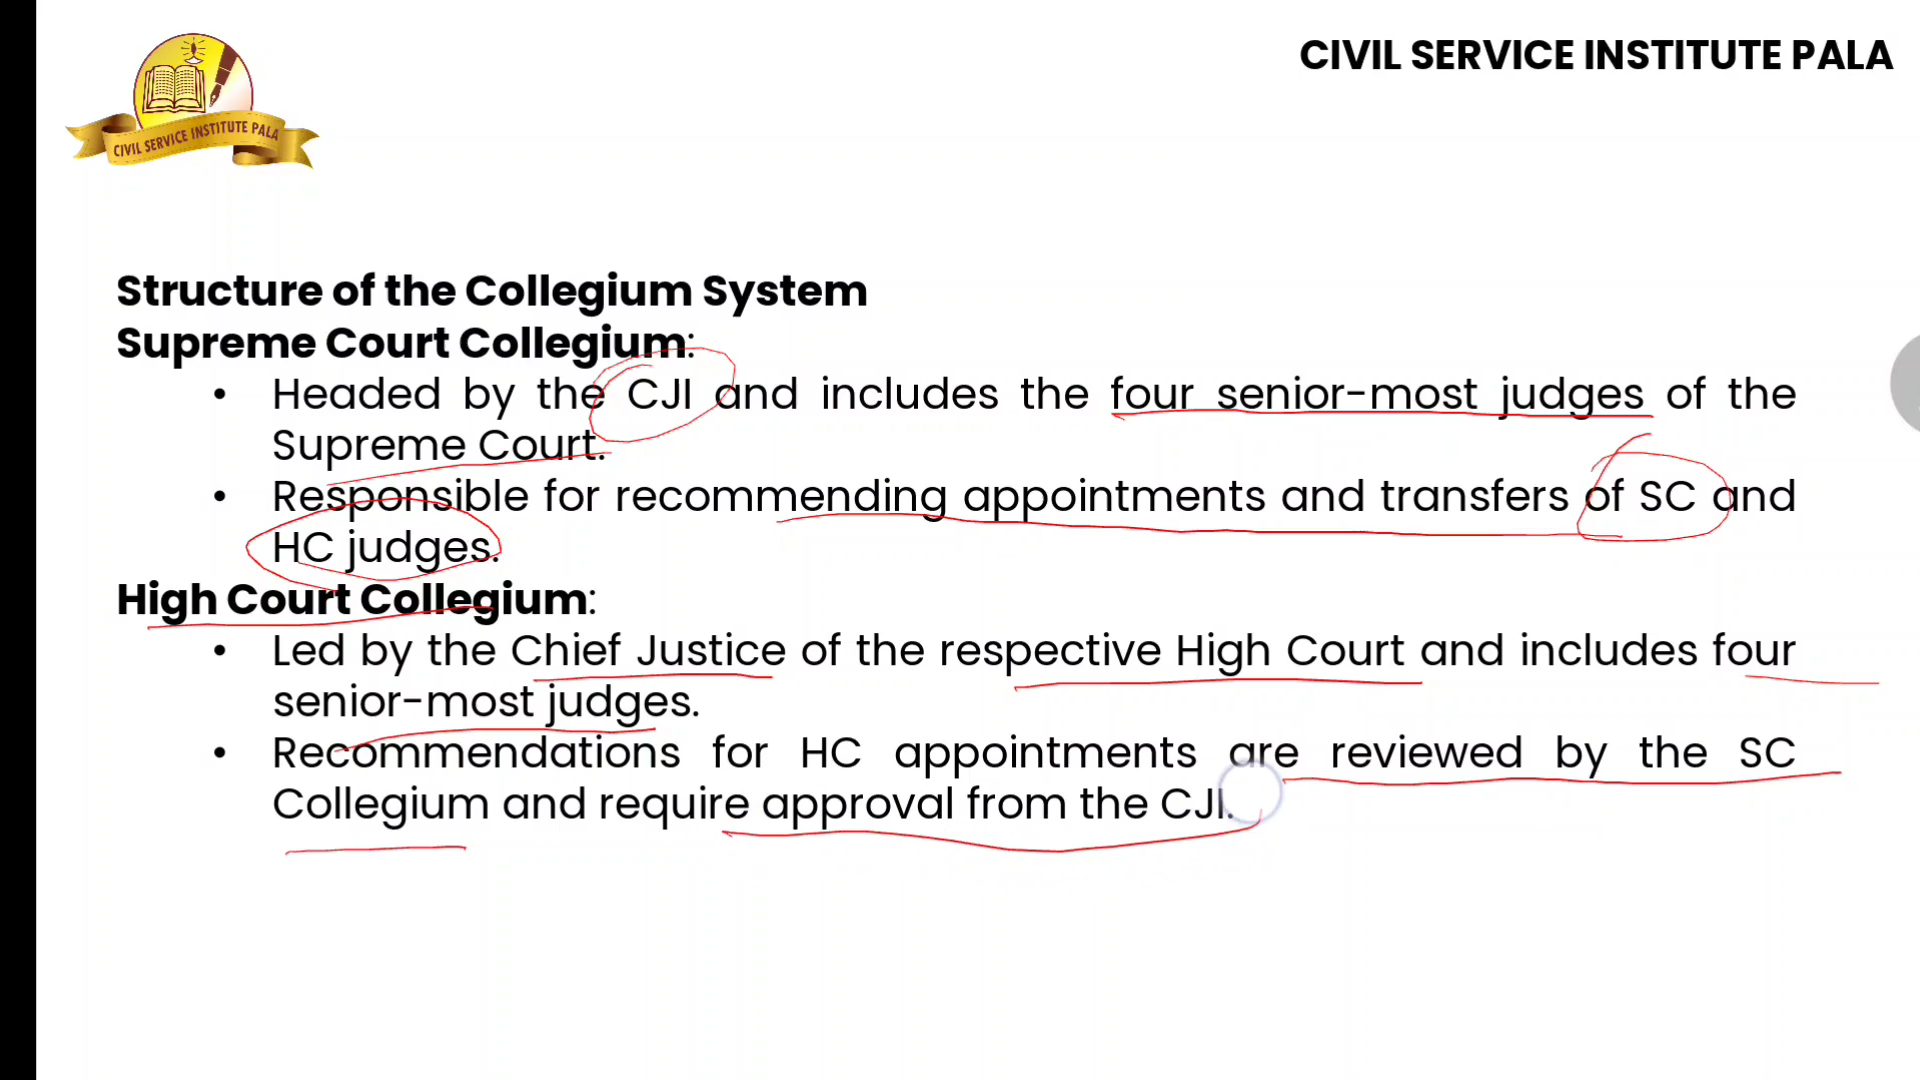 CIVIL SERVICE INSTITUTE PALA
CIVIL SERVICE INSTITUTE PALA
Structure of the Collegium System
Supreme Court Collegium:
• Headed by the CJI and includes the four senior-most judges of the
Supreme Court.
• Responsible for recommending appointments and transfers of SC and
HC judges.
High Court Collegium:
• Led by the Chief Justice of the respective High Court and includes four
senior-most judges.
• Recommendations for HC appointments are reviewed by the SC
Collegium and require approval from the CJI.